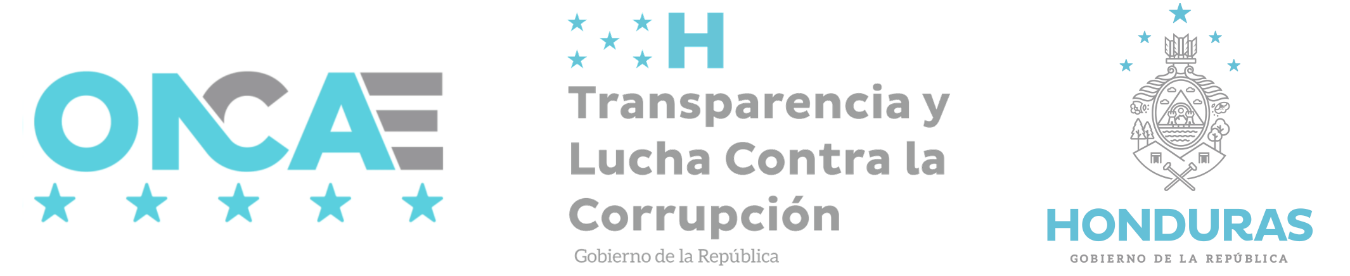 ONCAE
H
Transparencia y
Lucha Contra la
Corrupción
Gobierno de la República
HONDURAS
GOBIERNO DE LA REPÚBLICA